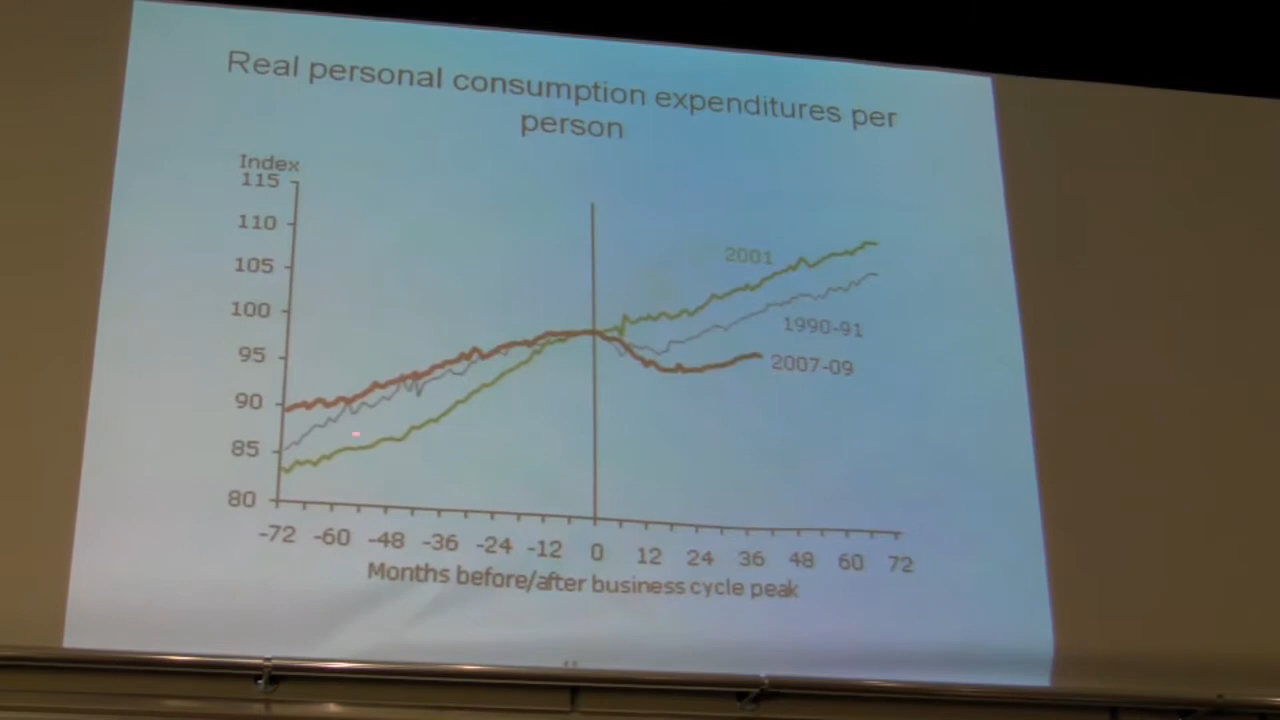 Real personal consumption expenditures per
person
Index
115
110
105
100
95
90
85
80
2001
1990-91
2007-09
-72 -60 -48 -36 -24 -12 0 12 24 36 48 60 72
Months before/after business cycle peak